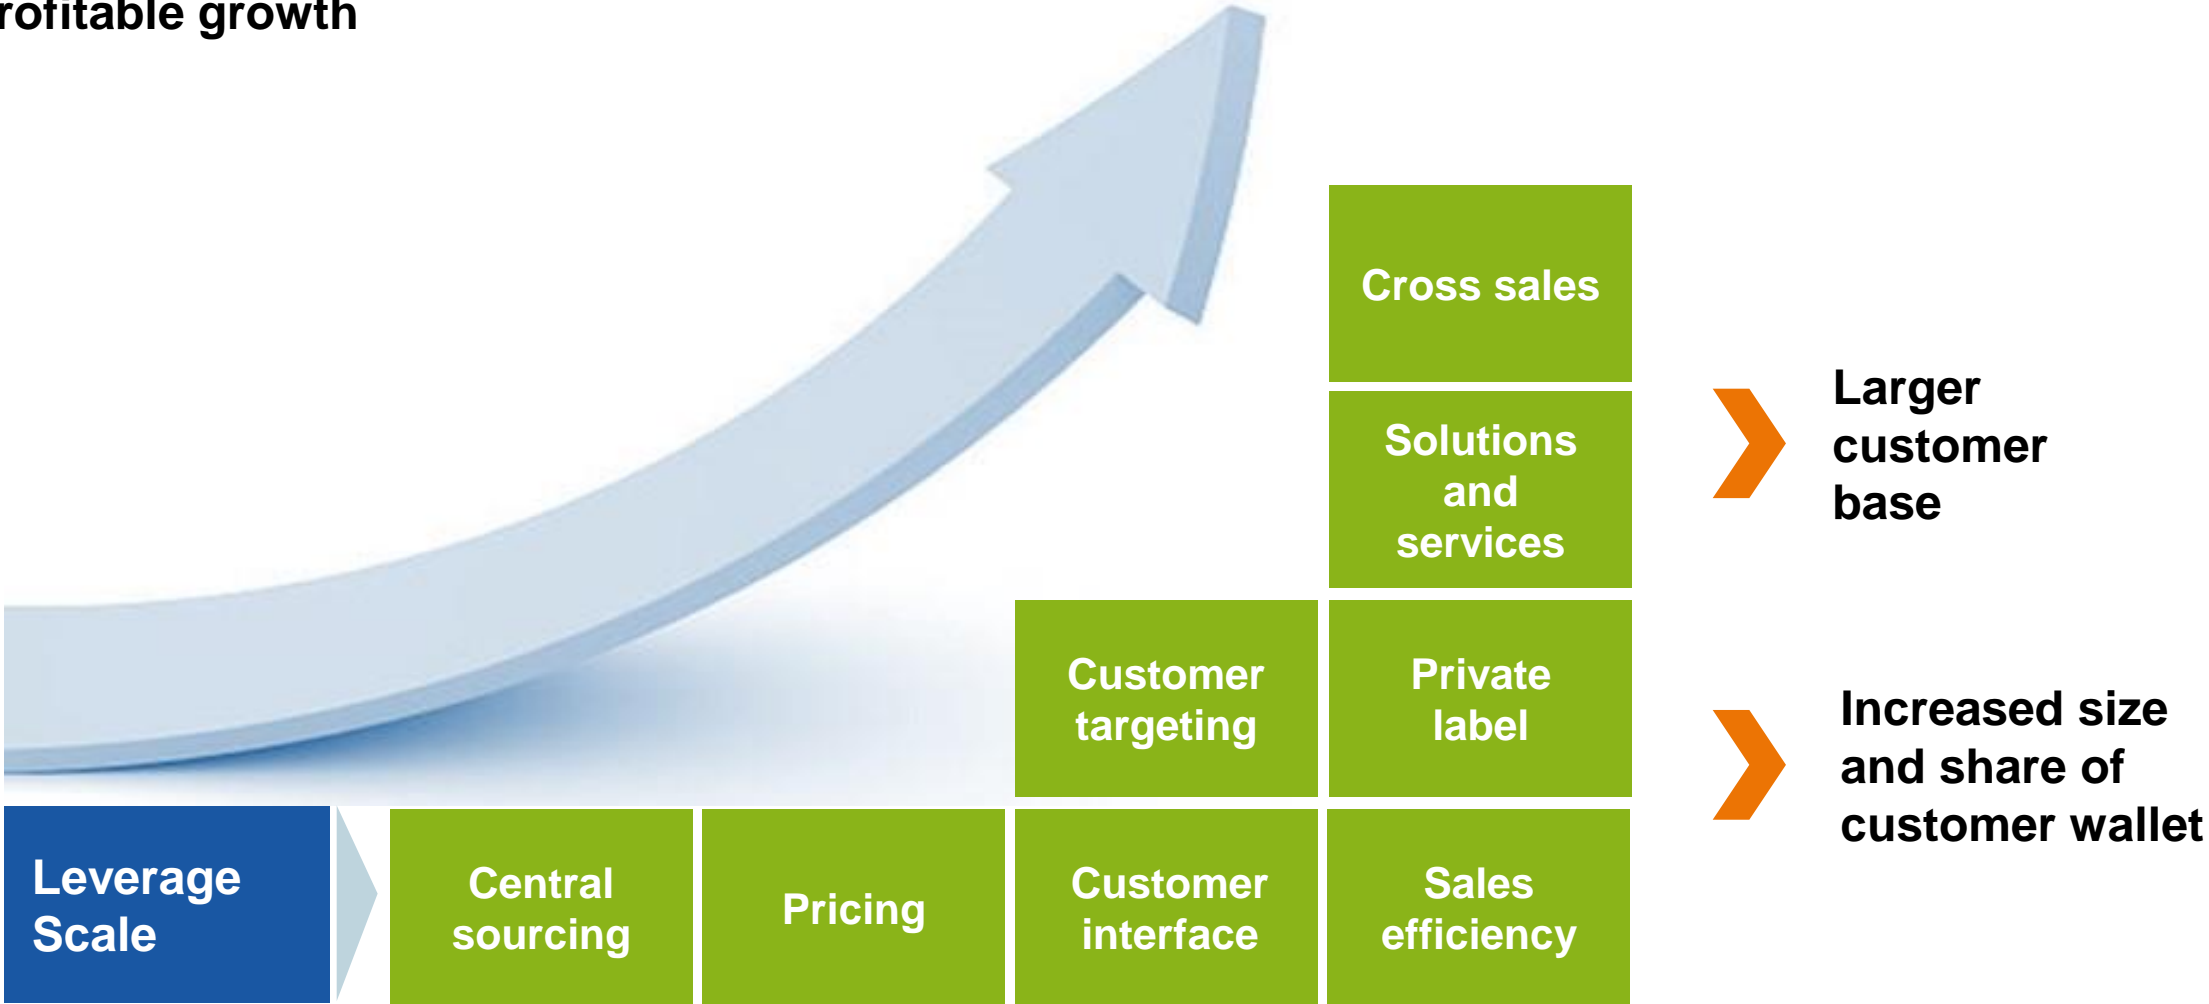 rofitable growth
Cross sales
Solutions
and
services
Larger
customer
base
Customer
targeting
Private
label
Increased size
and share of
customer wallet
Leverage
Scale
Central
sourcing
Pricing
Customer
interface
Sales
efficiency